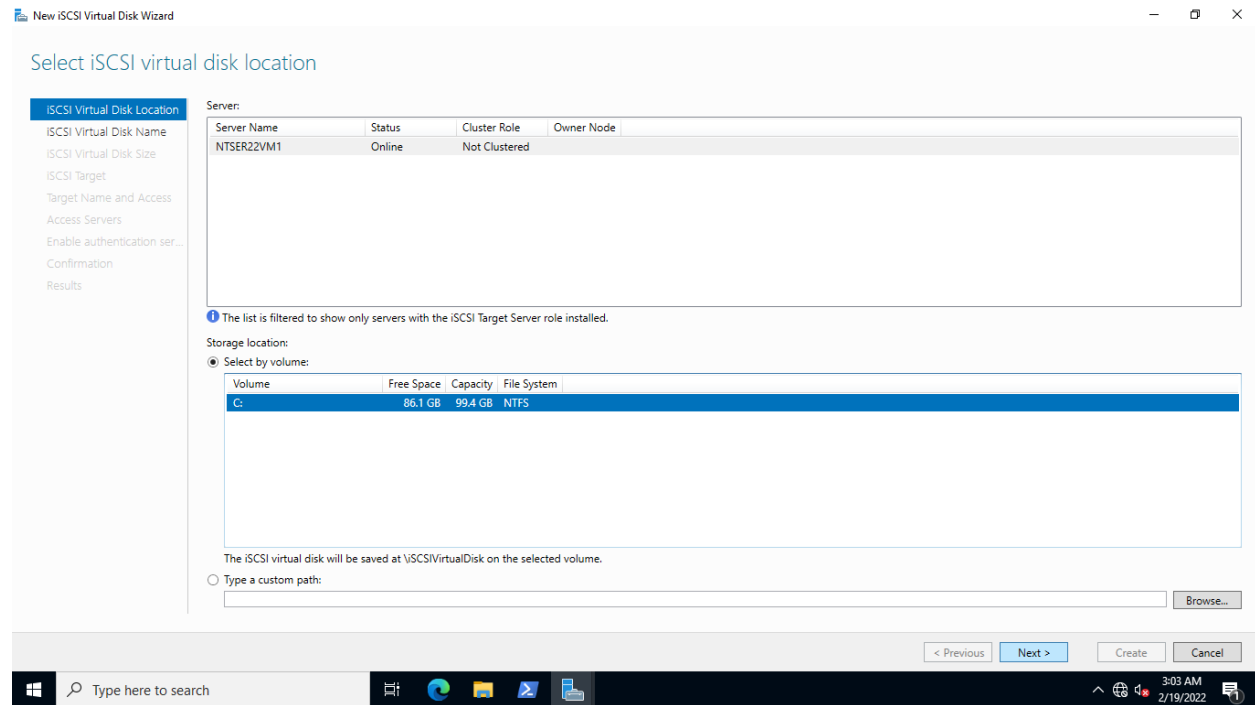 New iSCSI Virtual Disk Wizard
Select iSCSI virtual disk location
iSCSI Virtual Disk Location
iSCSI Virtual Disk Name
iSCSI Virtual Disk Size
iSCSI Target
Target Name and Access
Access Servers
Enable authentication ser...
Confirmation
Results
Server:
Server Name Status Cluster Role Owner Node
NTSER22VM1 Online Not Clustered
The list is filtered to show only servers with the iSCSI Target Server role installed.
Storage location:
Select by volume:
Volume Free Space Capacity File System
C: 86.1 GB 99.4 GB NTFS
The iSCSI virtual disk will be saved at \iSCSIVirtualDisk on the selected volume.
Type a custom path:
Browse...
< Previous Next > Create Cancel
Type here to search
3:03 AM
2/19/2022
1